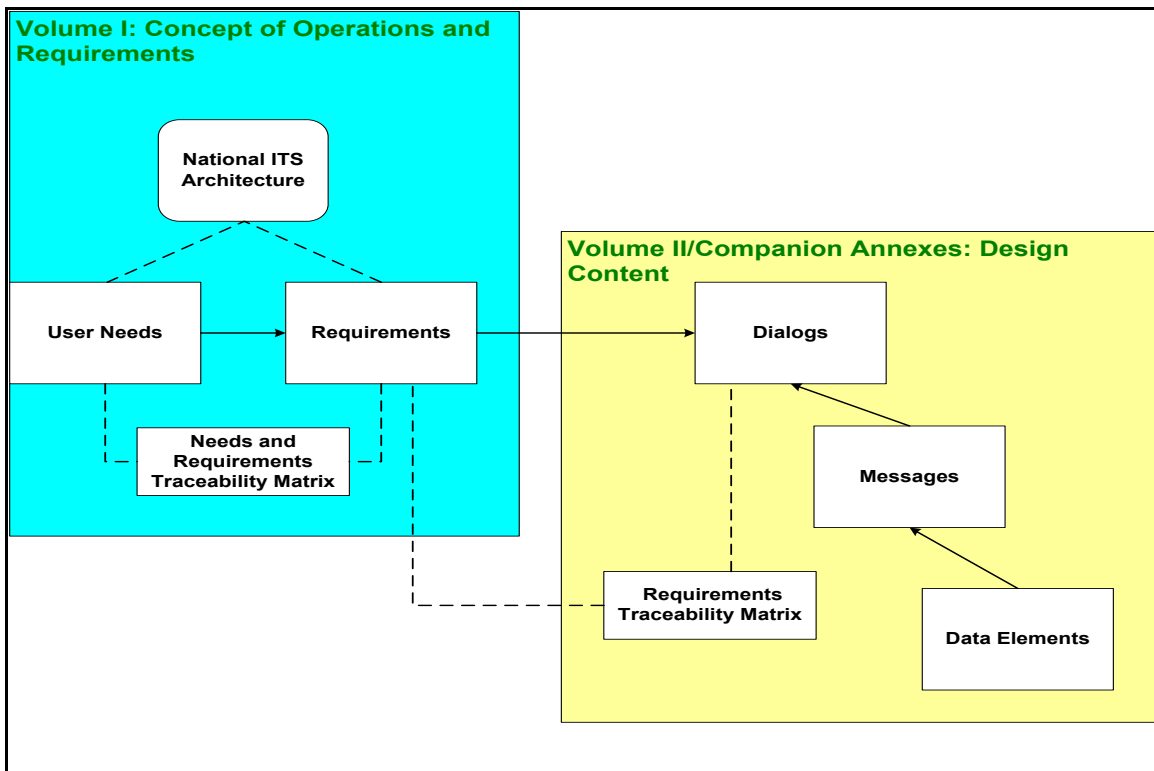 Volume I: Concept of Operations and
Requirements
National ITS
Architecture
User Needs
Requirements
Needs and
Requirements
Traceability Matrix
Volume II/Companion Annexes: Design
Content
Dialogs
Messages
Requirements
Traceability Matrix
Data Elements